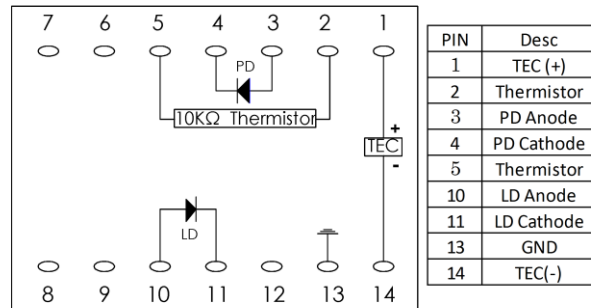 7 6 5 4 3 2 1
PD
10KΩ Thermistor
+
TEC
-
LD
8 9 10 11 12 13 14
PIN Desc
1 TEC (+)
2 Thermistor
3 PD Anode
4 PD Cathode
5 Thermistor
10 LD Anode
11 LD Cathode
13 GND
14 TEC(-)